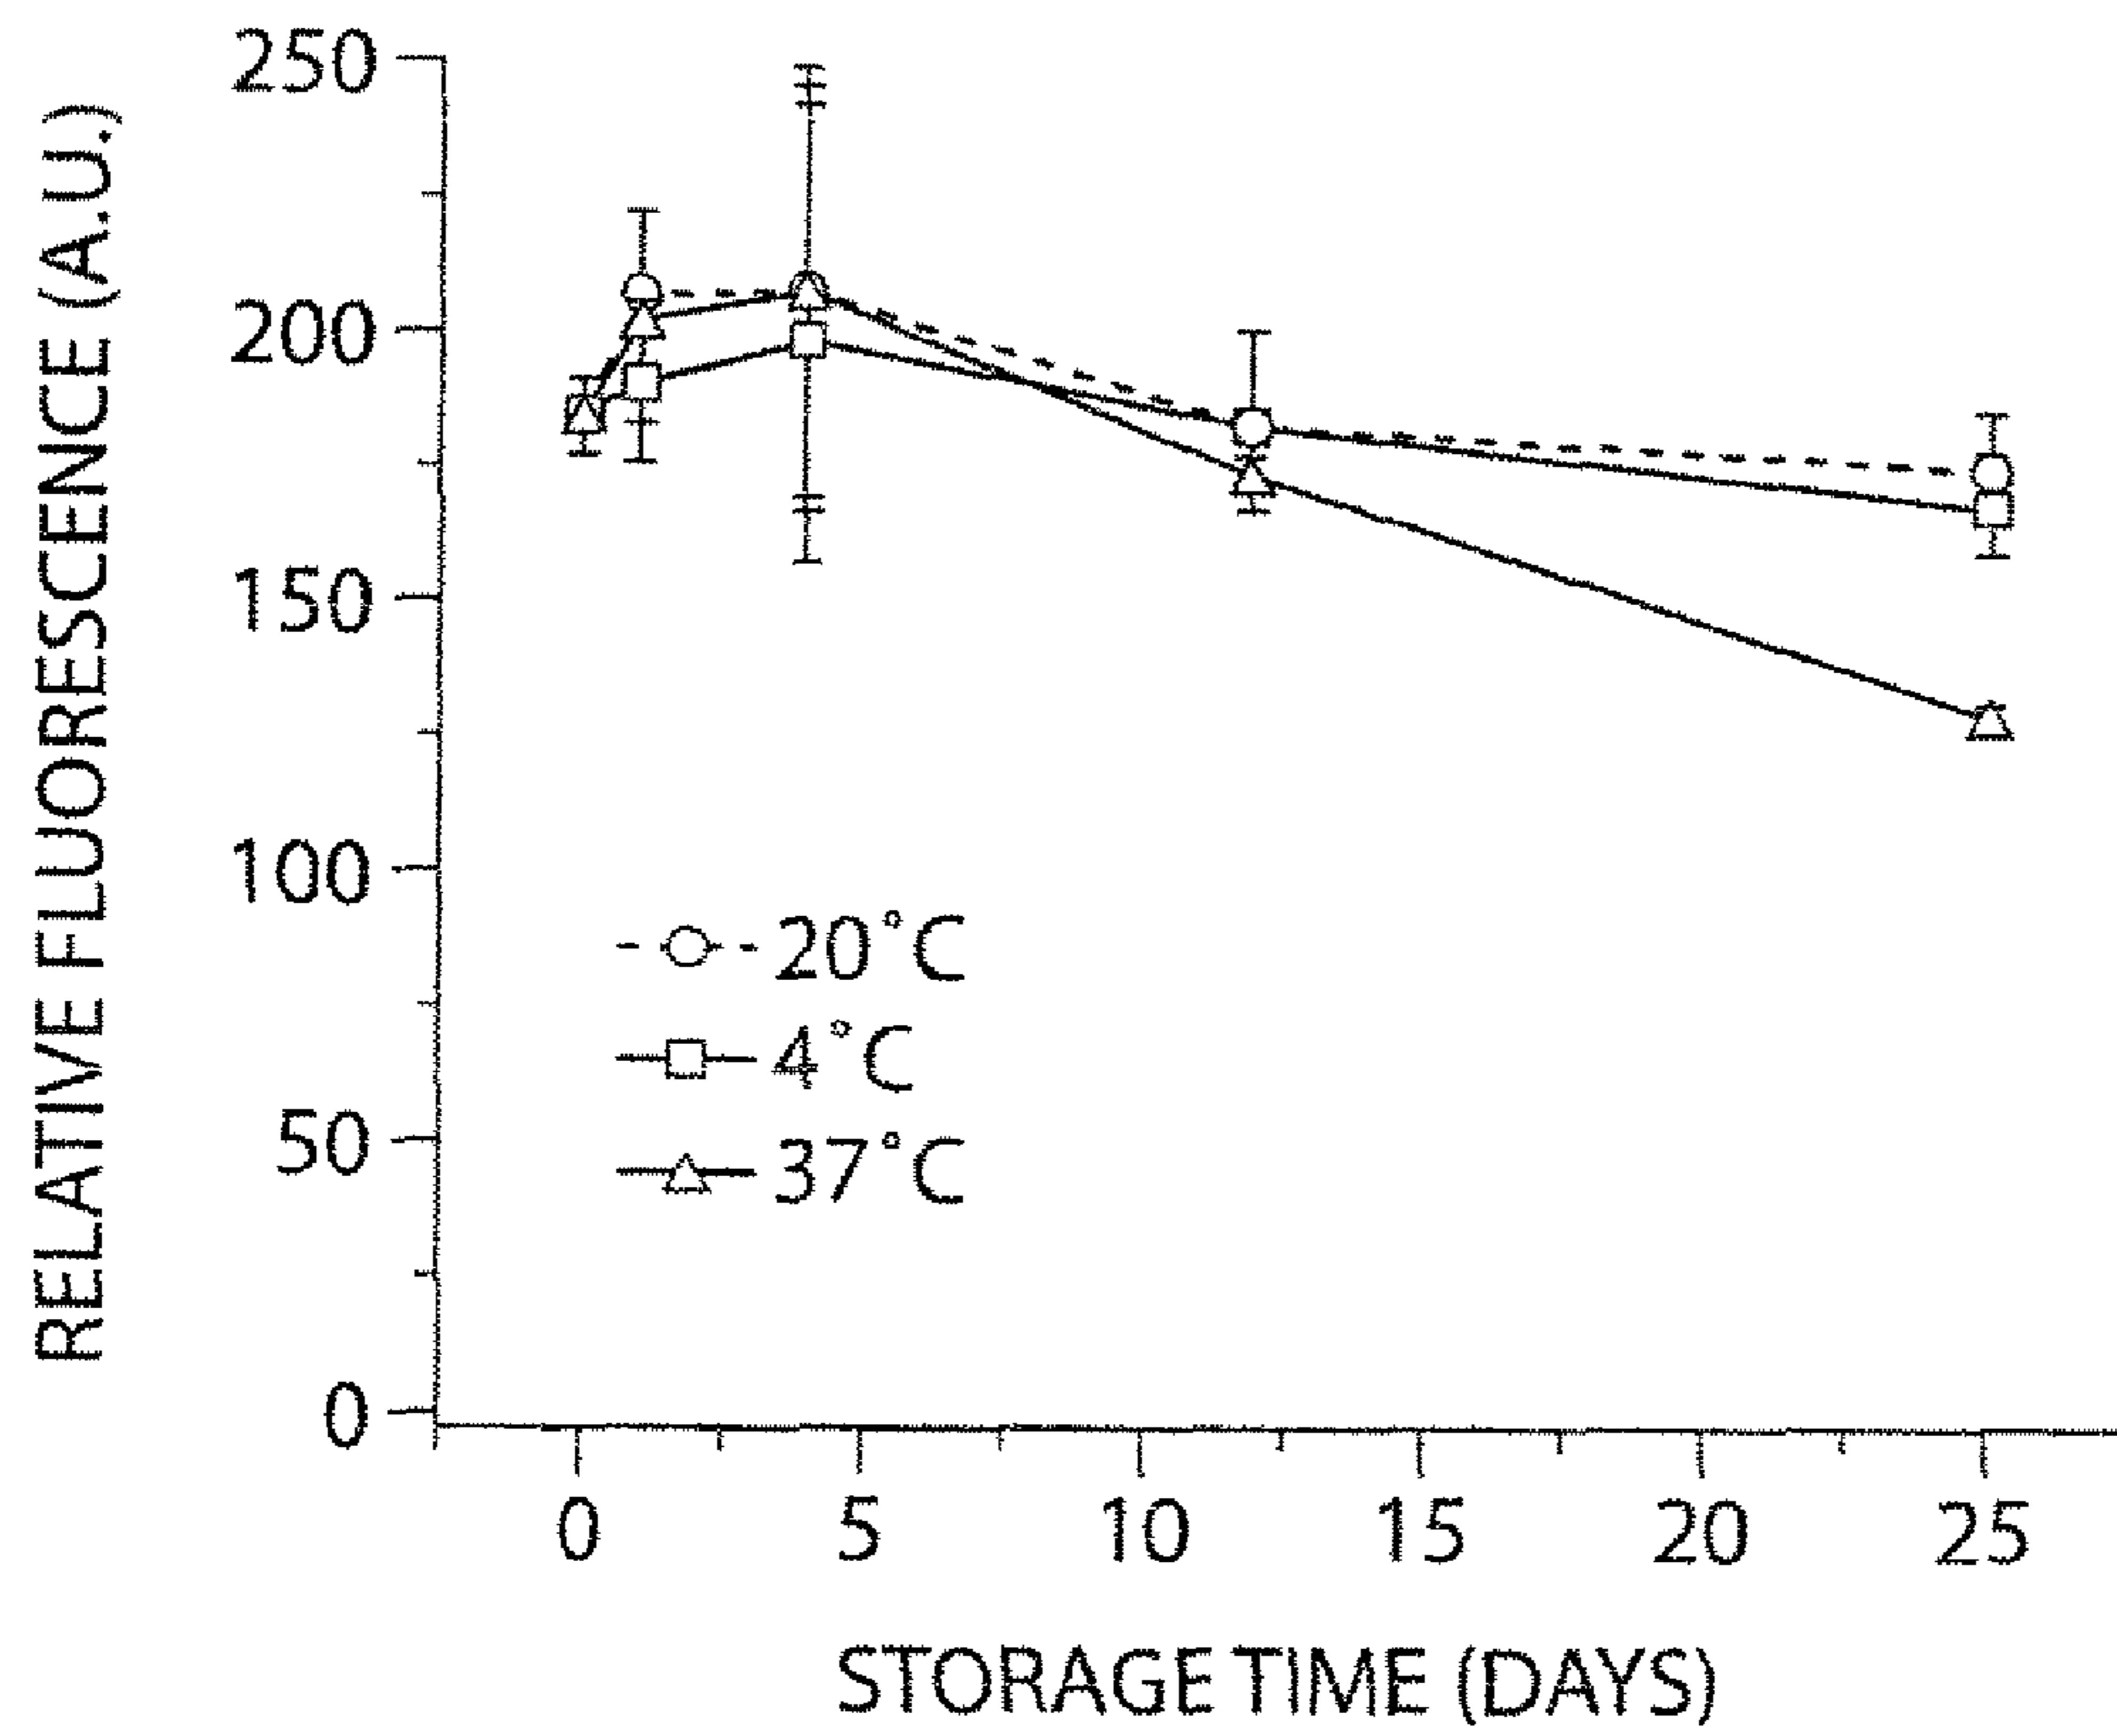 RELATIVE FLUORESCENCE (A.U.)
250
200
150
100
50
0
20°C
4°C
37°C
0 5 10 15 20 25
STORAGE TIME (DAYS)